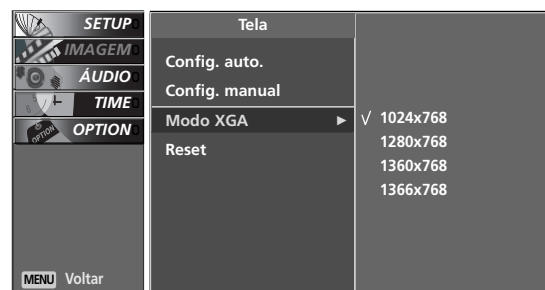 SETUP
IMAGEM
ÁUDIO
TIME
OPTION
MENU Voltar
Tela
Config. auto.
Config. manual
Modo XGA ►
Reset
√ 1024x768
1280x768
1360x768
1366x768